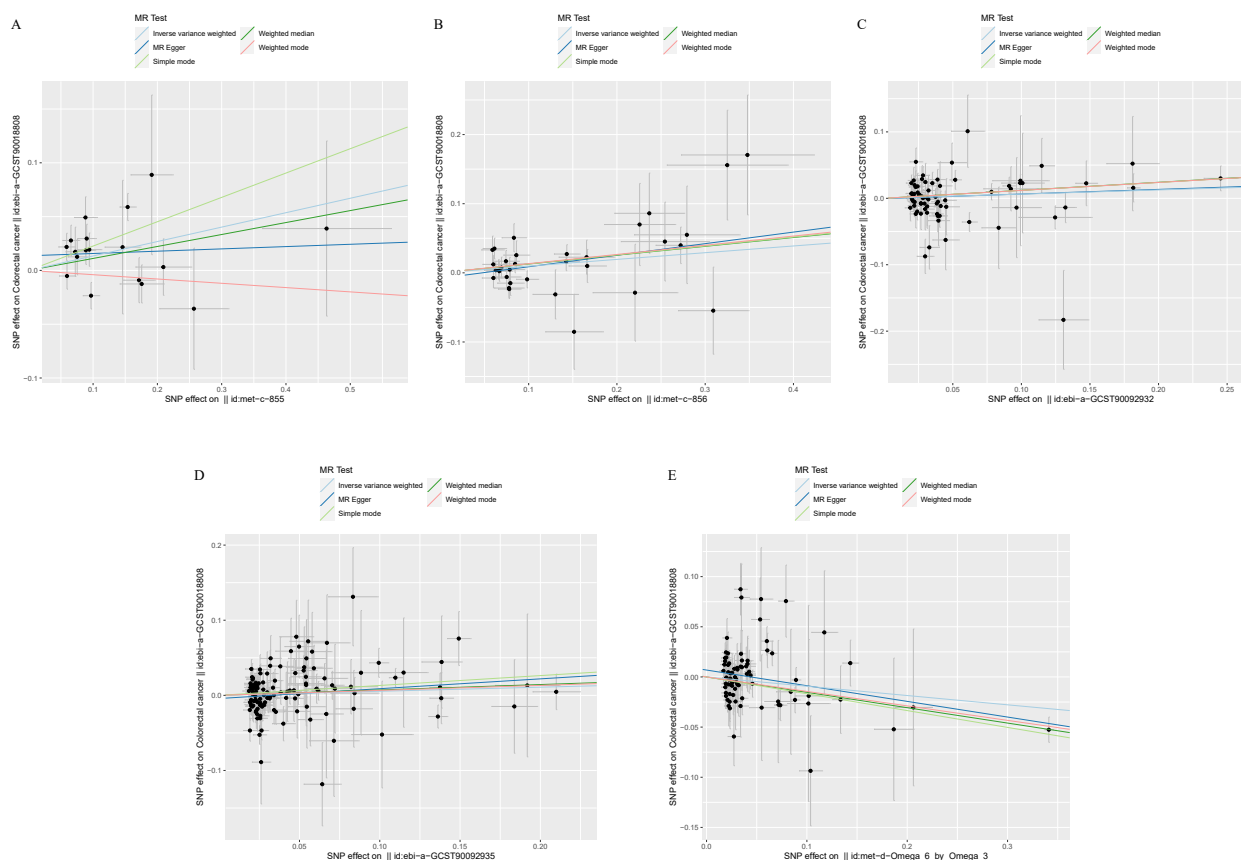 A
MR Test
Inverse variance weighted
Weighted median
MR Egger
Weighted mode
Simple mode
SNP effect on Colorectal cancer || id:ebi-a-GCST90018808
0.1
0.0
−0.1
0.1
0.2
0.3
0.4
0.5
SNP effect on || id:met-c-855
B
MR Test
Inverse variance weighted
Weighted median
MR Egger
Weighted mode
Simple mode
SNP effect on Colorectal cancer || id:ebi-a-GCST90018808
0.2
0.1
0.0
−0.1
0.1
0.2
0.3
0.4
SNP effect on || id:met-c-856
C
MR Test
Inverse variance weighted
Weighted median
MR Egger
Weighted mode
Simple mode
SNP effect on Colorectal cancer || id:ebi-a-GCST90018808
0.1
0.0
−0.1
−0.2
0.05
0.10
0.15
0.20
0.25
SNP effect on || id:ebi-a-GCST90092932
D
MR Test
Inverse variance weighted
Weighted median
MR Egger
Weighted mode
Simple mode
SNP effect on Colorectal cancer || id:ebi-a-GCST90018808
0.2
0.1
0.0
−0.1
0.05
0.10
0.15
0.20
SNP effect on || id:ebi-a-GCST90092935
E
MR Test
Inverse variance weighted
Weighted median
MR Egger
Weighted mode
Simple mode
SNP effect on Colorectal cancer || id:ebi-a-GCST90018808
0.10
0.05
0.00
−0.05
−0.10
−0.15
0.0
0.1
0.2
0.3
SNP effect on || id:met-d-Omega_6_by_Omega_3